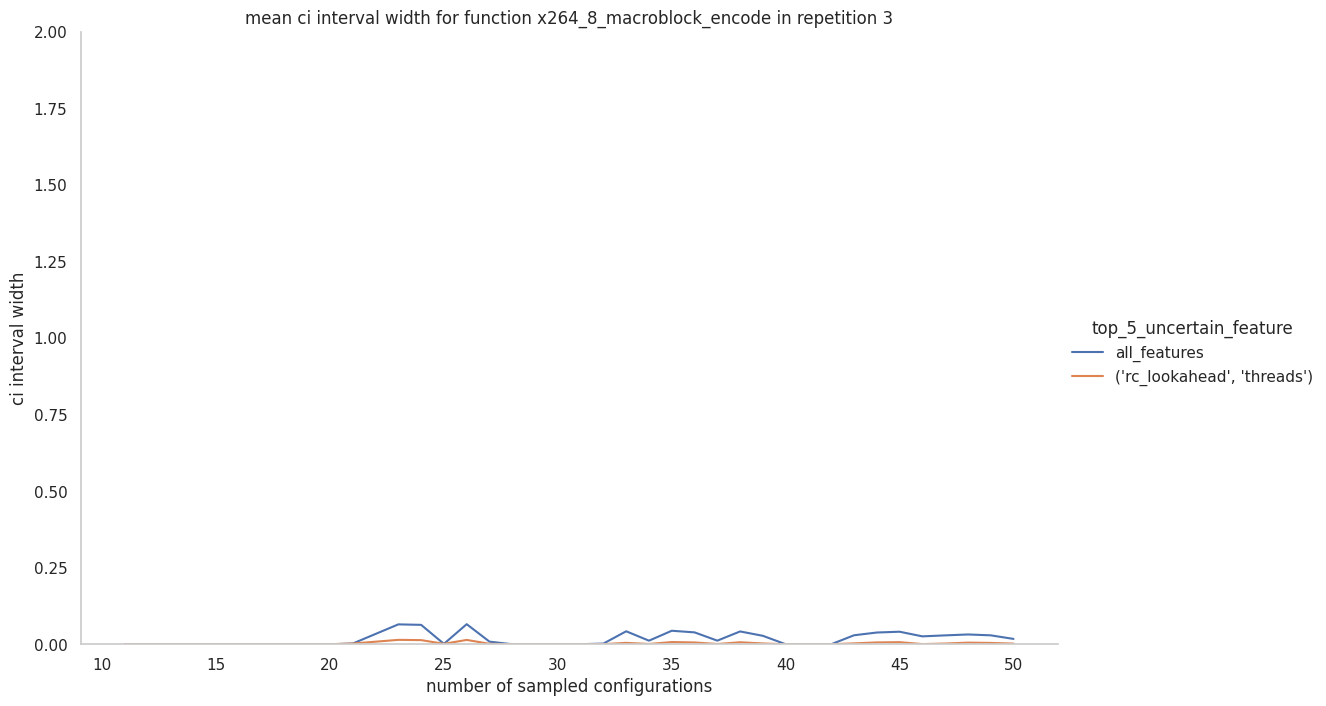 mean ci interval width for function x264_8_macroblock_encode in repetition 3
2.00
1.75
1.50
1.25
1.00
0.75
0.50
0.25
0.00
ci interval width
10 15 20 25 30 35 40 45 50
number of sampled configurations
top_5_uncertain_feature
all_features
('rc_lookahead', 'threads')